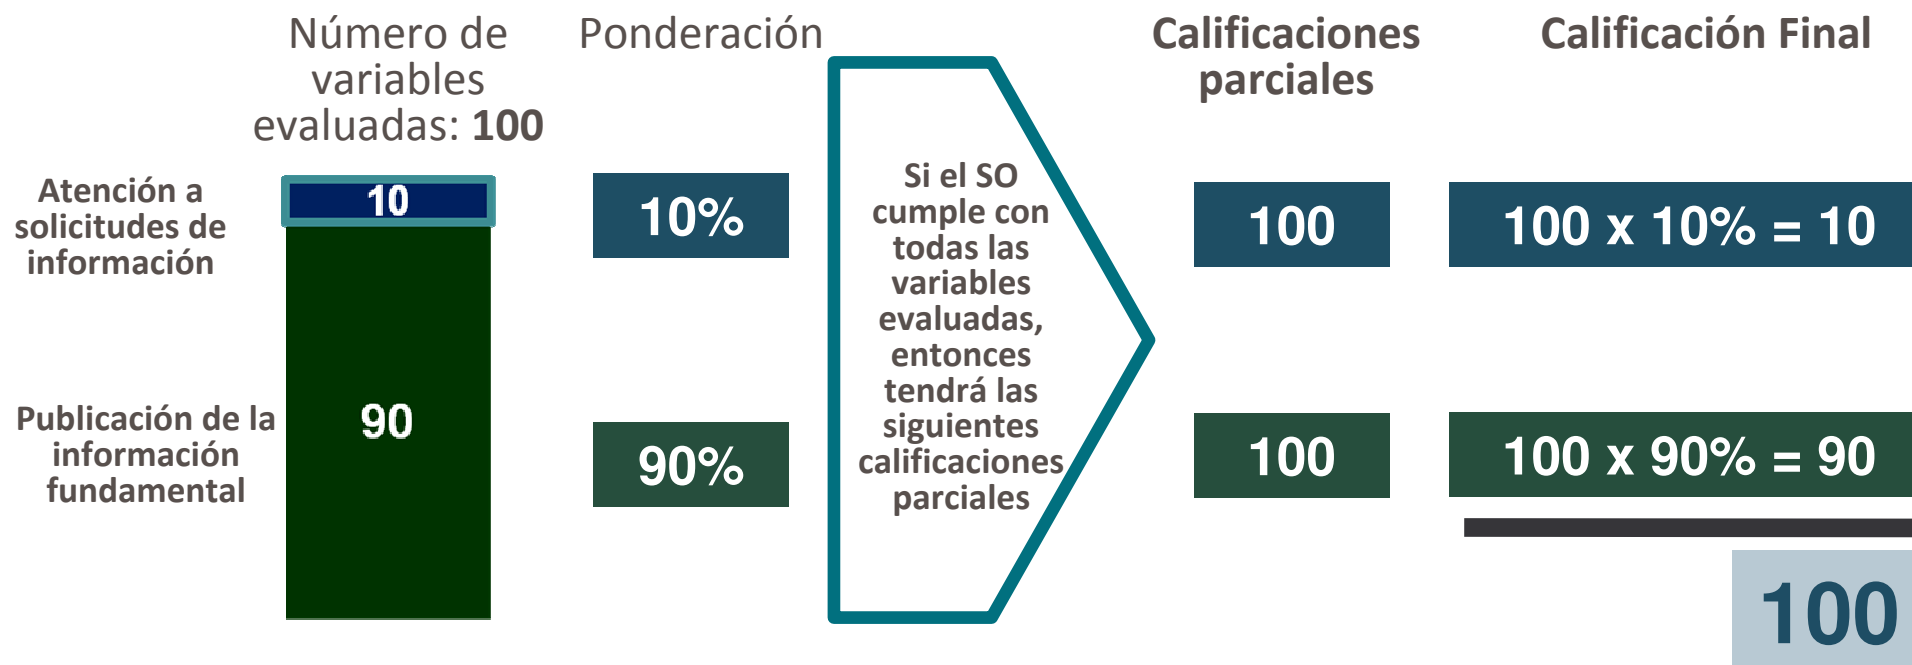 Número de
variables
evaluadas: 100
Ponderación
Calificaciones
parciales
Calificación Final
Atención a
solicitudes de
información
10
10%
Si el SO
cumple con
todas las
variables
evaluadas,
entonces
tendrá las
siguientes
calificaciones
parciales
100
100 x 10% = 10
Publicación de la
información
fundamental
90
90%
100
100 x 90% = 90
100